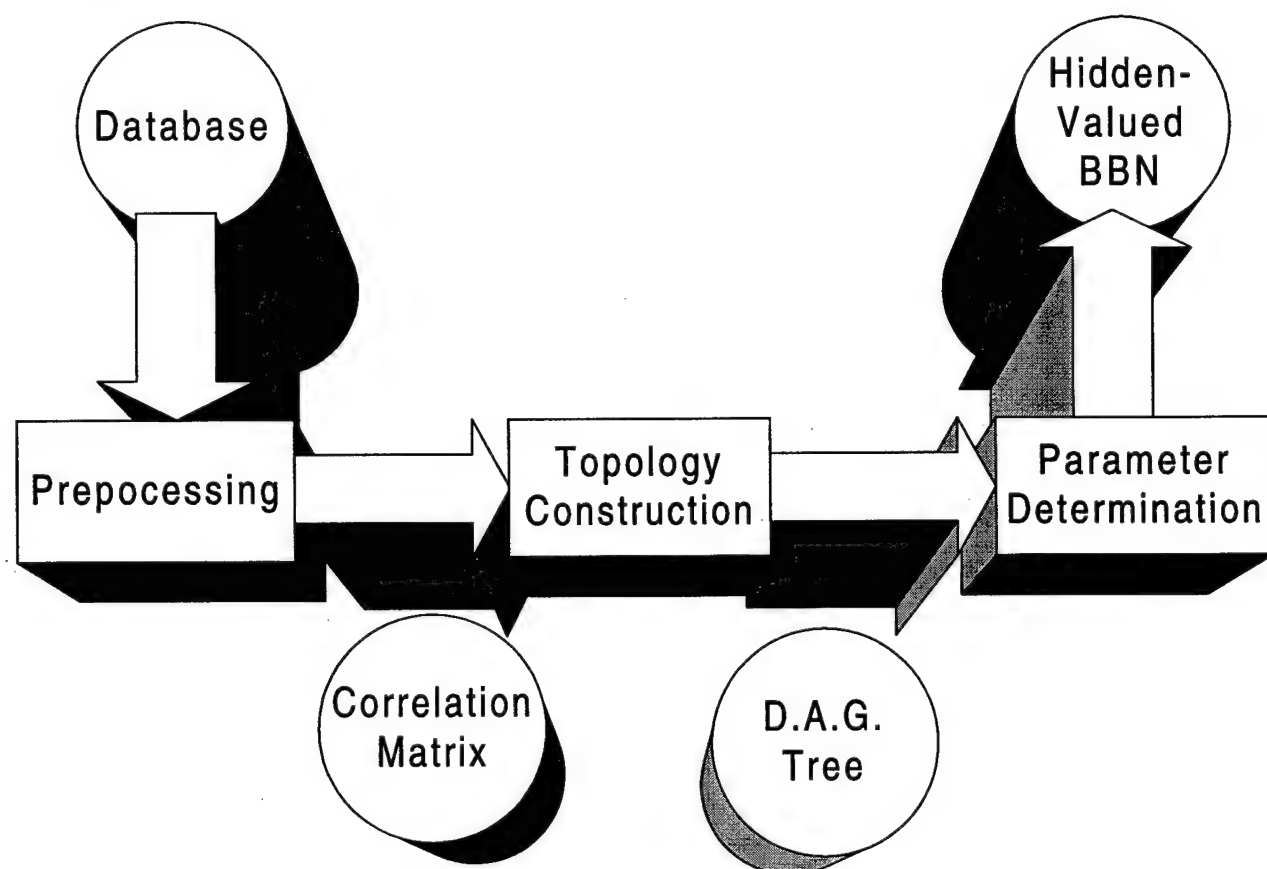 Database
Hidden-
Valued
BBN
Prepocessing
Topology
Construction
Parameter
Determination
Correlation
Matrix
D.A.G.
Tree